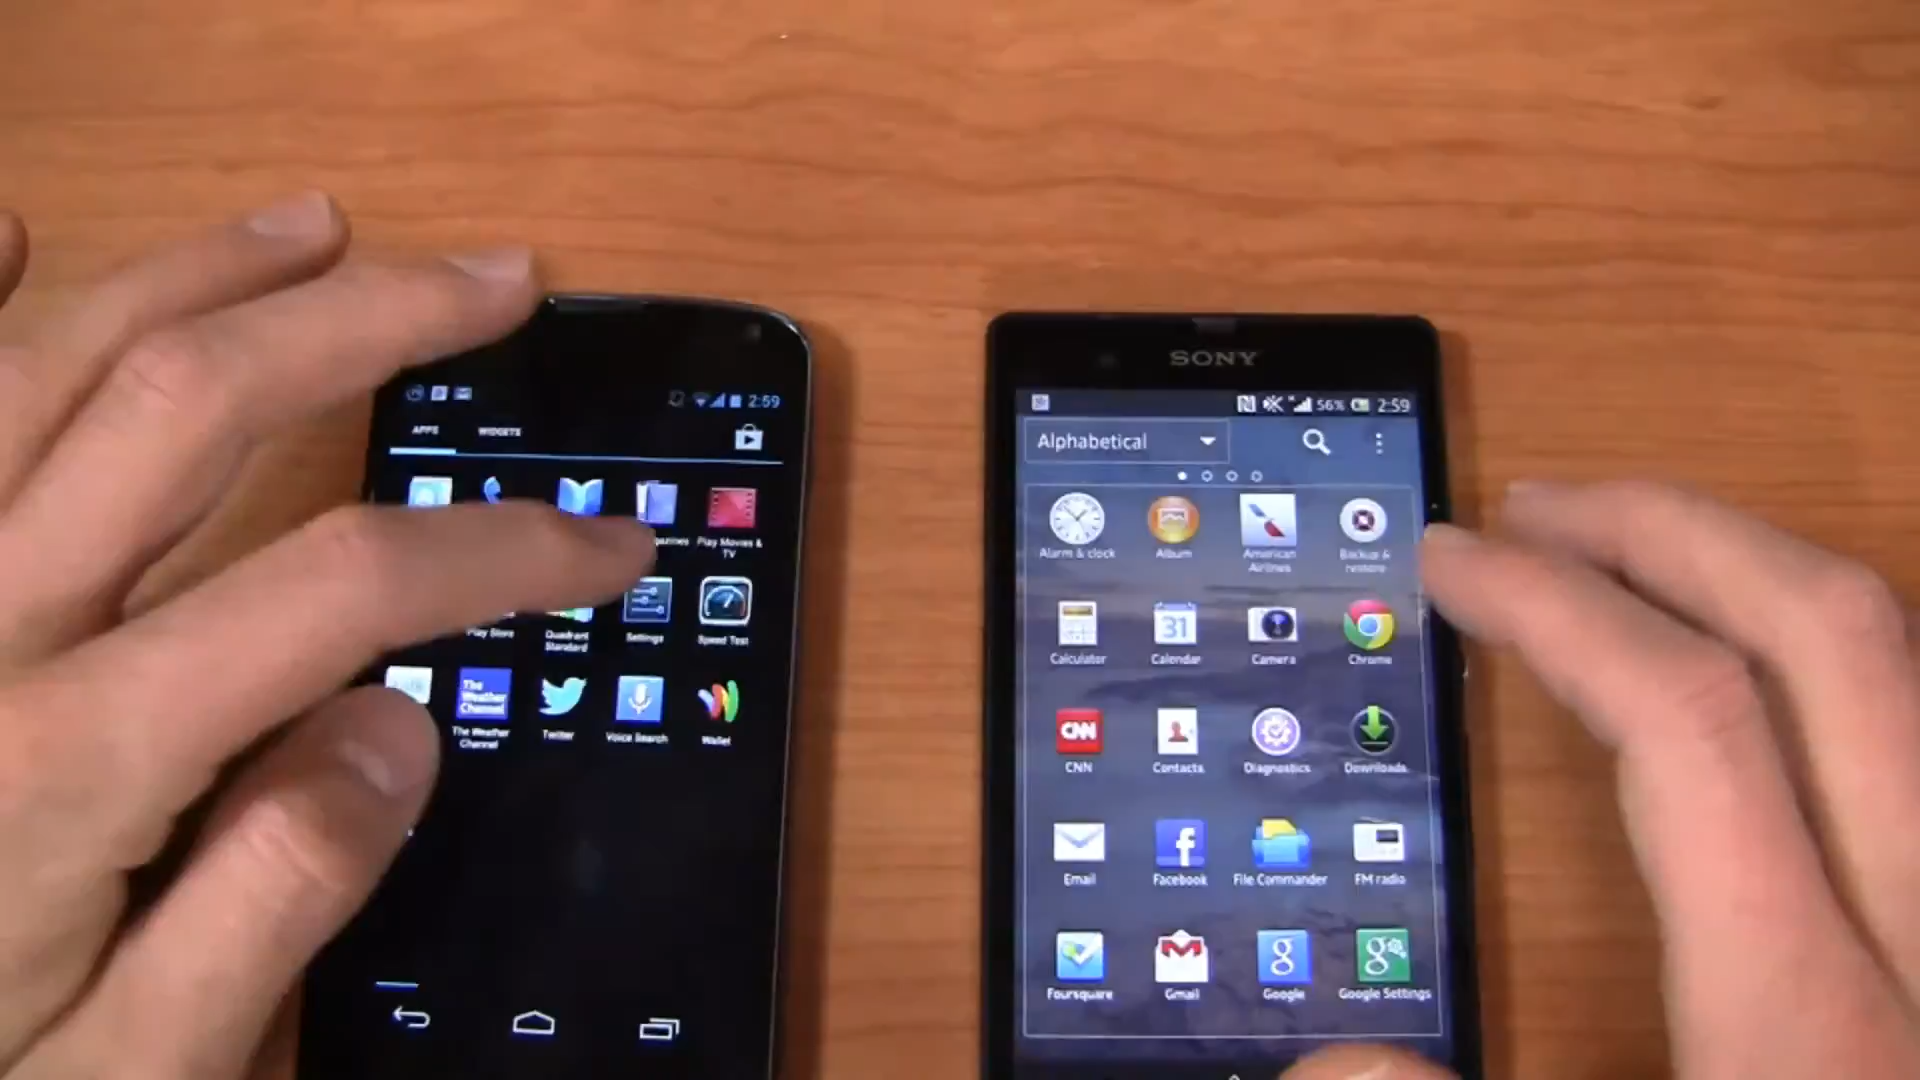 2:59
APPS
WIDGETS
Play Movies &
TV
Play Store
Quadrant
Standard
Settings
Speed Test
The
Weather
Channel
The Weather
Channel
Twitter
Voice Search
Wallet
SONY
56%
2:59
Alphabetical
Alarm & clock
Album
American
Airlines
Backup &
restore
Calculator
31
Calendar
Camera
Chrome
CNN
CNN
Contacts
Diagnostics
Downloads
Email
f
Facebook
File Commander
FM radio
Foursquare
Gmail
g
Google
g
Google Settings